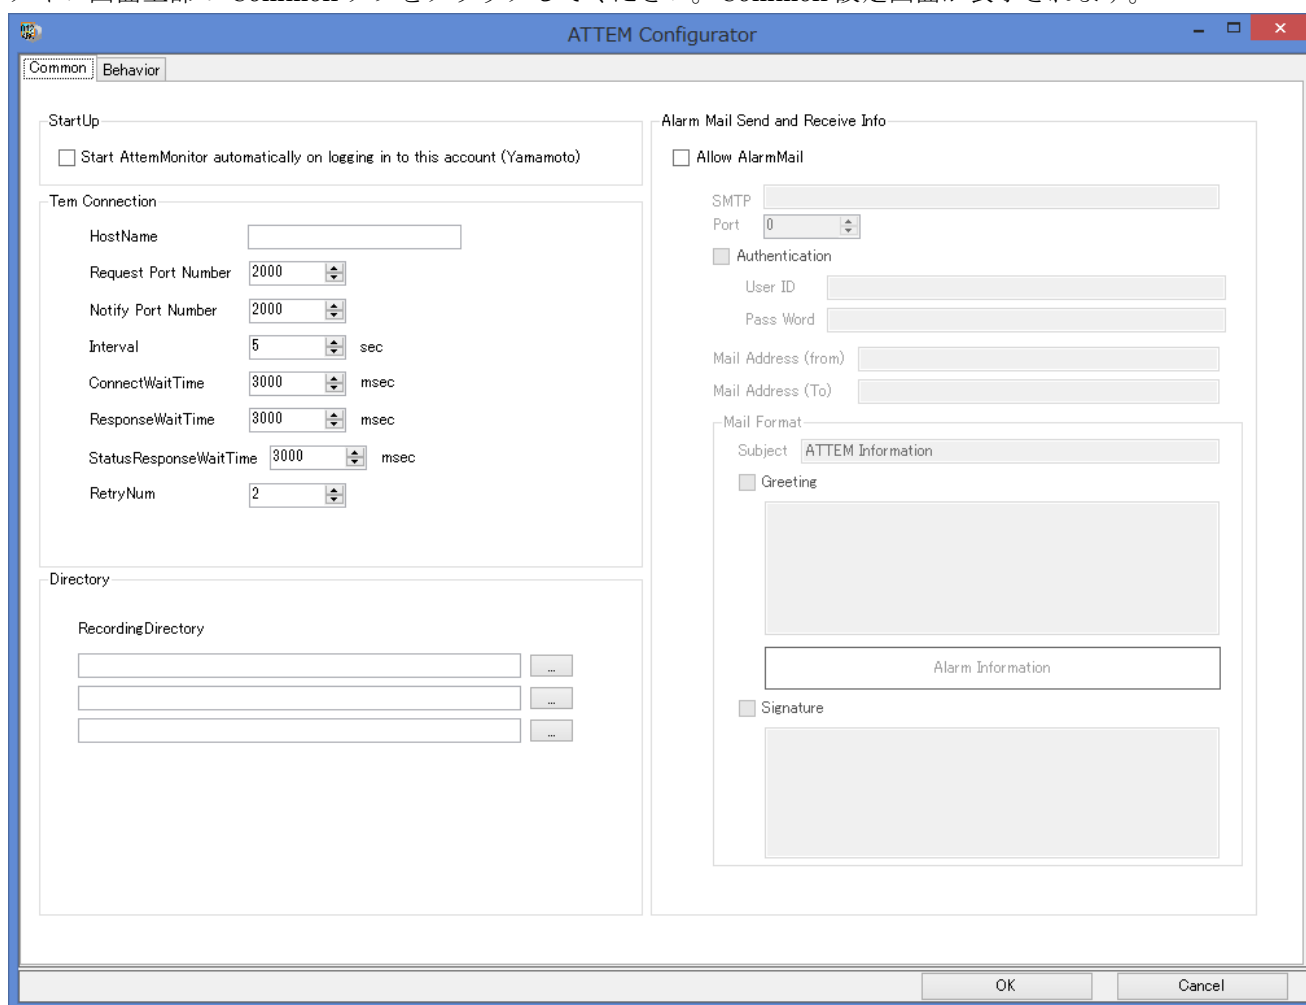 ATTEM Configurator
Common Behavior
StartUp
Start AttemMonitor automatically on logging in to this account (Yamamoto)
Tem Connection
HostName
Request Port Number 2000
Notify Port Number 2000
Interval 5 sec
ConnectWaitTime 3000 msec
ResponseWaitTime 3000 msec
StatusResponseWaitTime 3000 msec
RetryNum 2
Directory
RecordingDirectory
...
...
...
Alarm Mail Send and Receive Info
Allow AlarmMail
SMTP
Port 0
Authentication
User ID
Pass Word
Mail Address (from)
Mail Address (To)
Mail Format
Subject ATTEM Information
Greeting
Alarm Information
Signature
OK Cancel